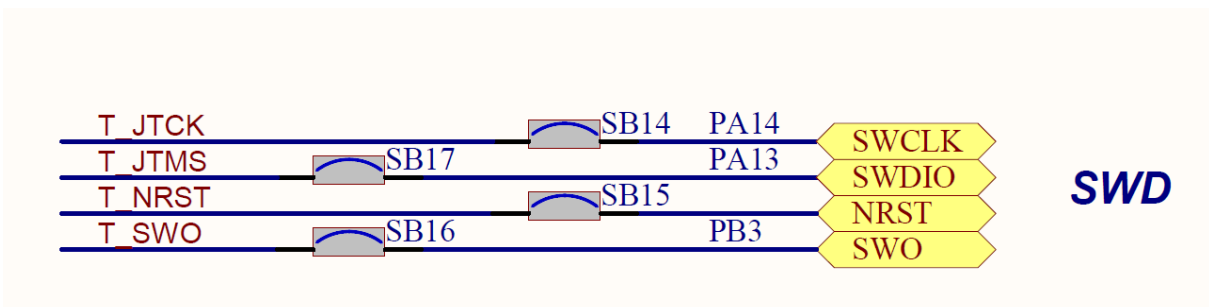 T_JTCK SB14 PA14 SWCLK
T_JTMS SB17 PA13 SWDIO
T_NRST SB15 NRST
T_SWO SB16 PB3 SWO
SWD